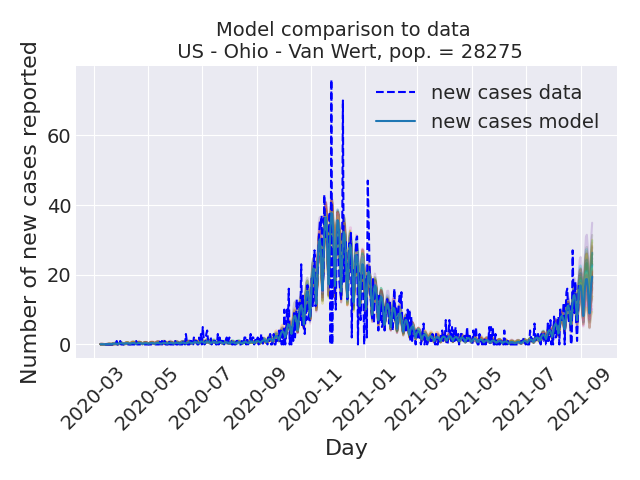 Model comparison to data
US - Ohio - Van Wert, pop. = 28275
Number of new cases reported
60
40
20
0
new cases data
new cases model
2020-03
2020-05
2020-07
2020-09
2020-11
2021-01
2021-03
2021-05
2021-07
2021-09
Day